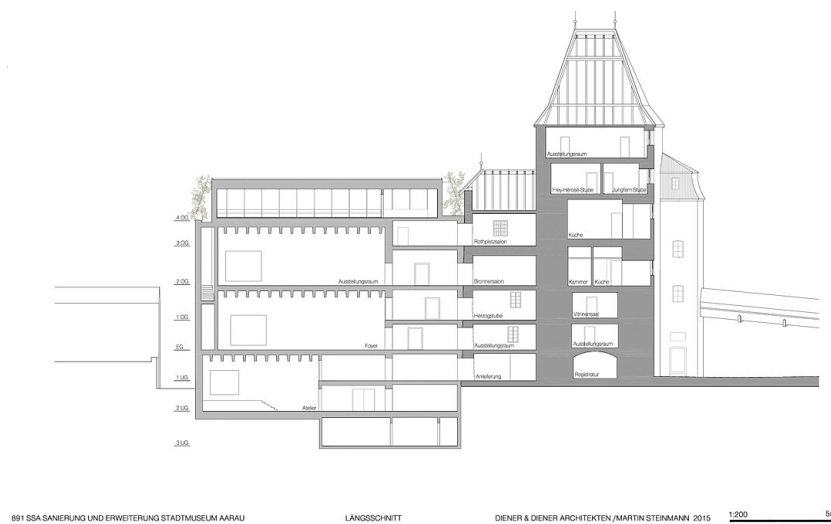 Ausstellungsraum
Frey-Hérosé-Stube
Jungfern-Stube
4 OG
Küche
Rothpletzsalon
3 OG
2 OG
Ausstellungsraum
Bronnersalon
Kammer
Küche
Herzogstube
Vitrinensaal
1 OG
EG
Foyer
Ausstellungsraum
Ausstellungsraum
1 UG
Anlieferung
Registratur
2 UG
Atelier
3 UG
891 SSA SANIERUNG UND ERWEITERUNG STADTMUSEUM AARAU
LÄNGSSCHNITT
DIENER & DIENER ARCHITEKTEN /MARTIN STEINMANN 2015
1:200